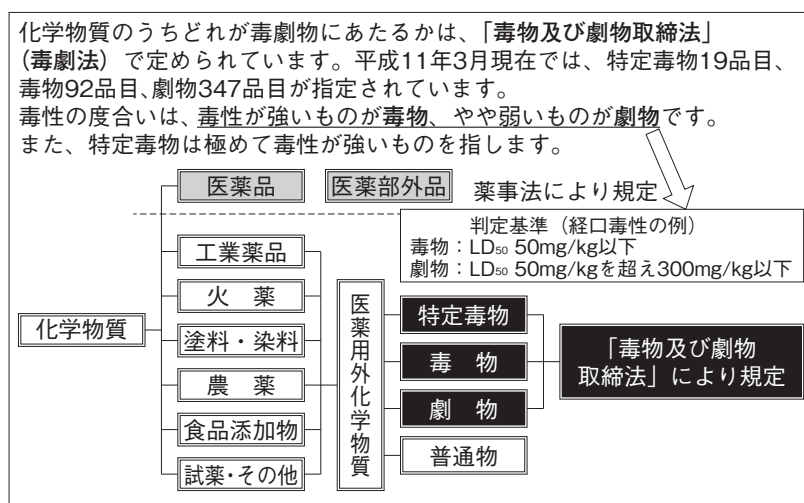 化学物質のうちどれが毒劇物にあたるかは、「毒物及び劇物取締法」
(毒劇法)で定められています。平成11年3月現在では、特定毒物19品目、
毒物92品目、劇物347品目が指定されています。
毒性の度合いは、毒性が強いものが毒物、やや弱いものが劇物です。
また、特定毒物は極めて毒性が強いものを指します。
医薬品
医薬部外品
薬事法により規定
判定基準(経口毒性の例)
毒物:LD₅₀ 50mg/kg以下
劇物:LD₅₀ 50mg/kgを超え300mg/kg以下
化学物質
工業薬品
火 薬
塗料・染料
農 薬
食品添加物
試薬・その他
医薬用外化学物質
特定毒物
毒 物
劇 物
普通物
「毒物及び劇物
取締法」により規定